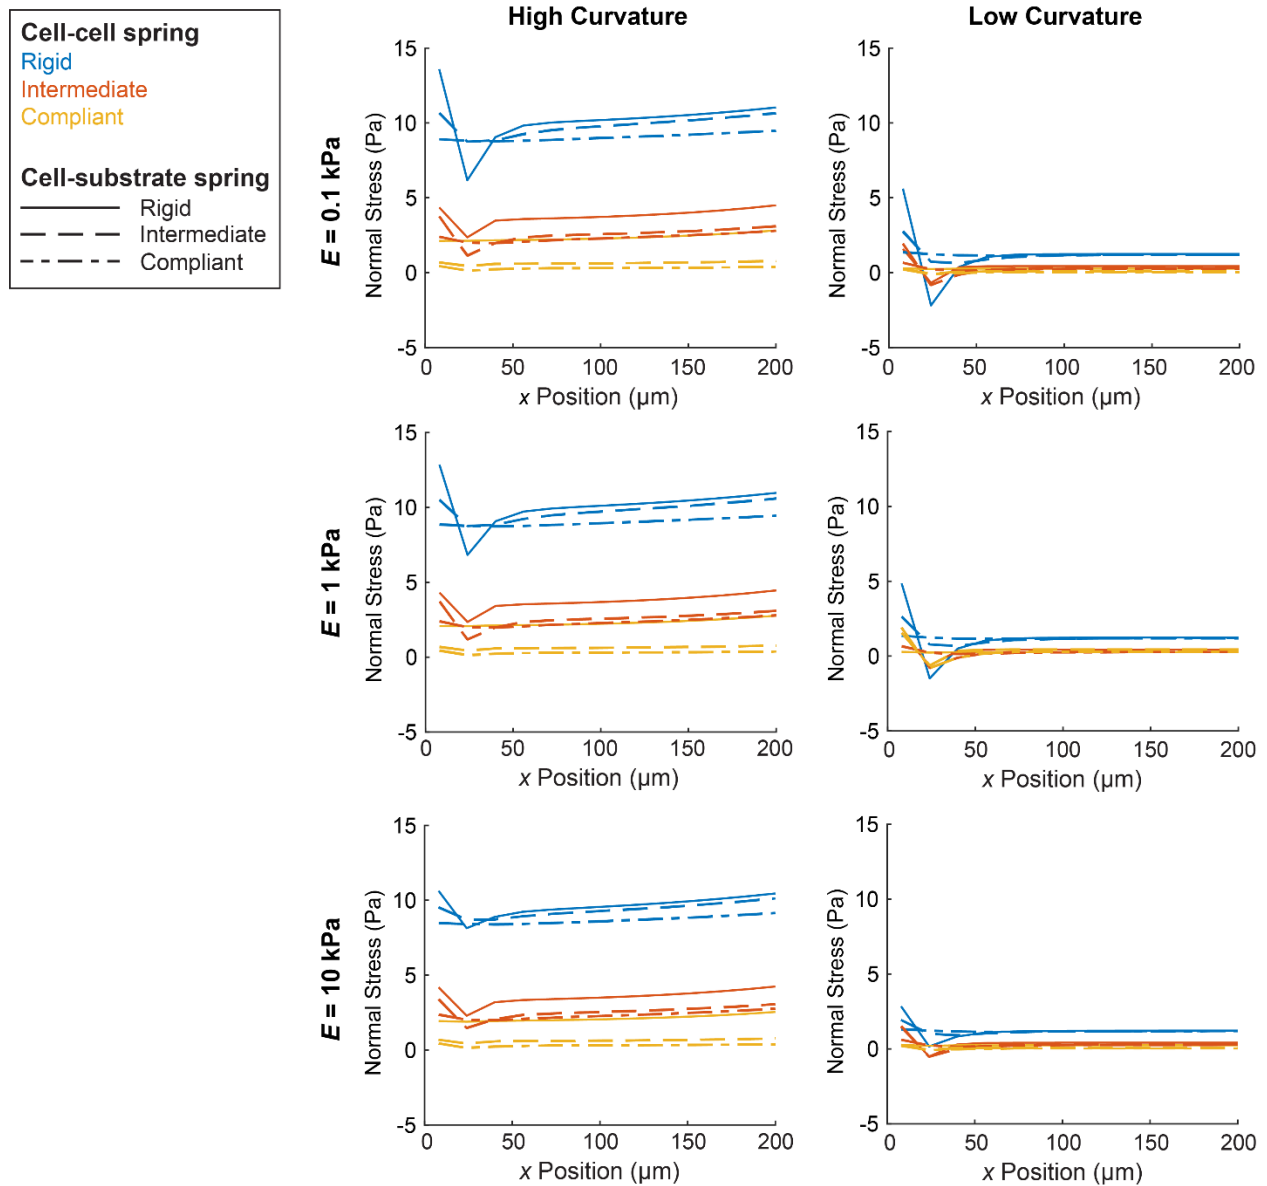 High Curvature
Low Curvature
Cell-cell spring
Rigid
Intermediate
Compliant
Cell-substrate spring
Rigid
Intermediate
Compliant
E = 0.1 kPa
Normal Stress (Pa)
15
10
5
0
-5
0 50 100 150 200
x Position (μm)
Normal Stress (Pa)
15
10
5
0
-5
0 50 100 150 200
x Position (μm)
E = 1 kPa
Normal Stress (Pa)
15
10
5
0
-5
0 50 100 150 200
x Position (μm)
Normal Stress (Pa)
15
10
5
0
-5
0 50 100 150 200
x Position (μm)
E = 10 kPa
Normal Stress (Pa)
15
10
5
0
-5
0 50 100 150 200
x Position (μm)
Normal Stress (Pa)
15
10
5
0
-5
0 50 100 150 200
x Position (μm)